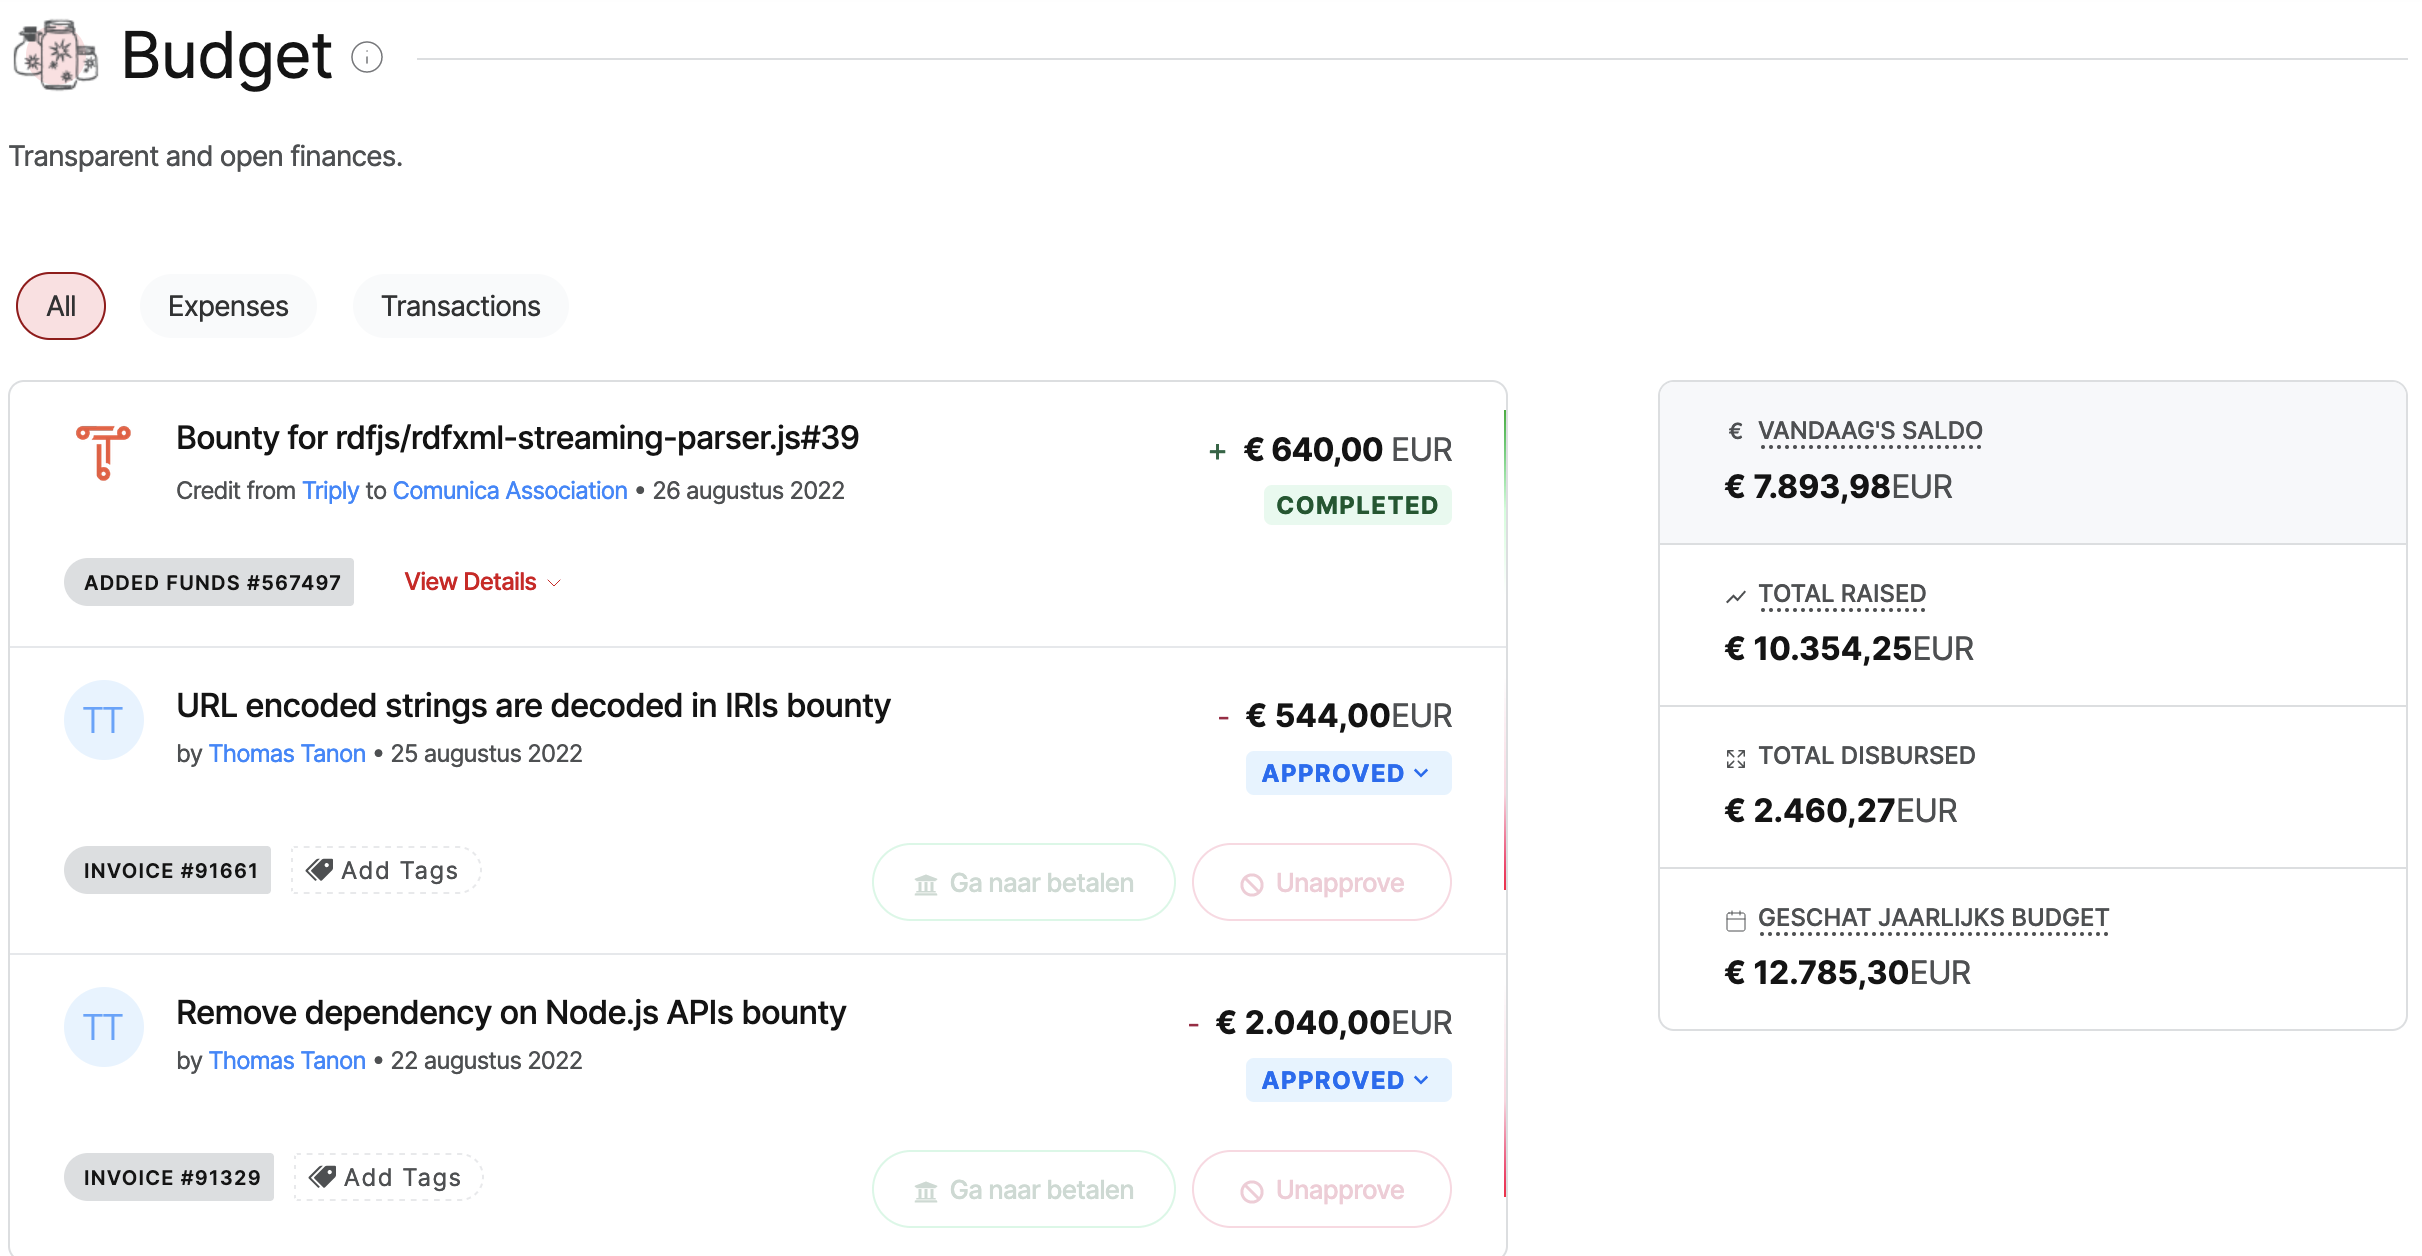 Budget
Transparent and open finances.
All
Expenses
Transactions
Bounty for rdfjs/rdfxml-streaming-parser.js#39
Credit from Triply to Comunica Association • 26 augustus 2022
+ € 640,00 EUR
COMPLETED
ADDED FUNDS #567497
View Details
URL encoded strings are decoded in IRIs bounty
by Thomas Tanon • 25 augustus 2022
TT
- € 544,00EUR
APPROVED
INVOICE #91661
Add Tags
Ga naar betalen
Unapprove
Remove dependency on Node.js APIs bounty
by Thomas Tanon • 22 augustus 2022
TT
- € 2.040,00EUR
APPROVED
INVOICE #91329
Add Tags
Ga naar betalen
Unapprove
€ VANDAAG'S SALDO
€ 7.893,98EUR
TOTAL RAISED
€ 10.354,25EUR
TOTAL DISBURSED
€ 2.460,27EUR
GESCHAT JAARLIJKS BUDGET
€ 12.785,30EUR